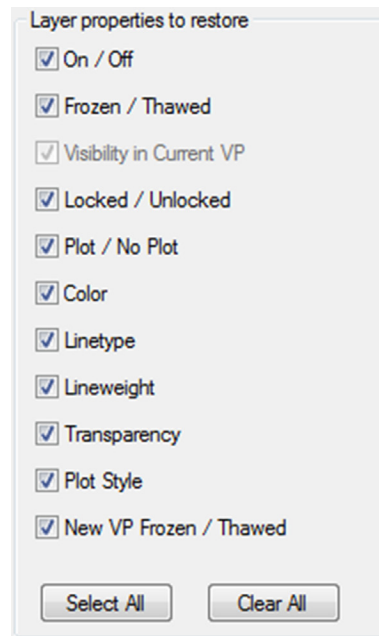 Layer properties to restore
On / Off
Frozen / Thawed
Visibility in Current VP
Locked / Unlocked
Plot / No Plot
Color
Linetype
Lineweight
Transparency
Plot Style
New VP Frozen / Thawed
Select All Clear All